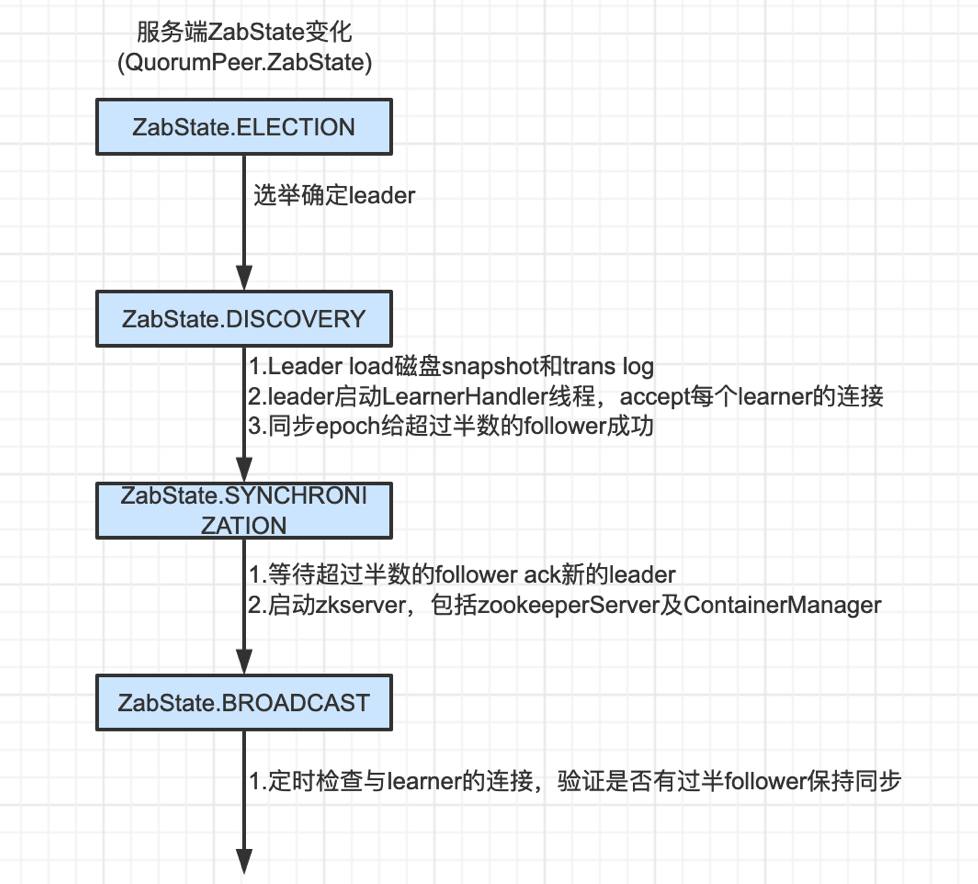 服务端ZabState变化
(QuorumPeer.ZabState)
ZabState.ELECTION
选举确定leader
ZabState.DISCOVERY
1.Leader load磁盘snapshot和trans log
2.leader启动LearnerHandler线程，accept每个learner的连接
3.同步epoch给超过半数的follower成功
ZabState.SYNCHRONI
ZATION
1.等待超过半数的follower ack新的leader
2.启动zkserver，包括zookeeperServer及ContainerManager
ZabState.BROADCAST
1.定时检查与learner的连接，验证是否有过半follower保持同步